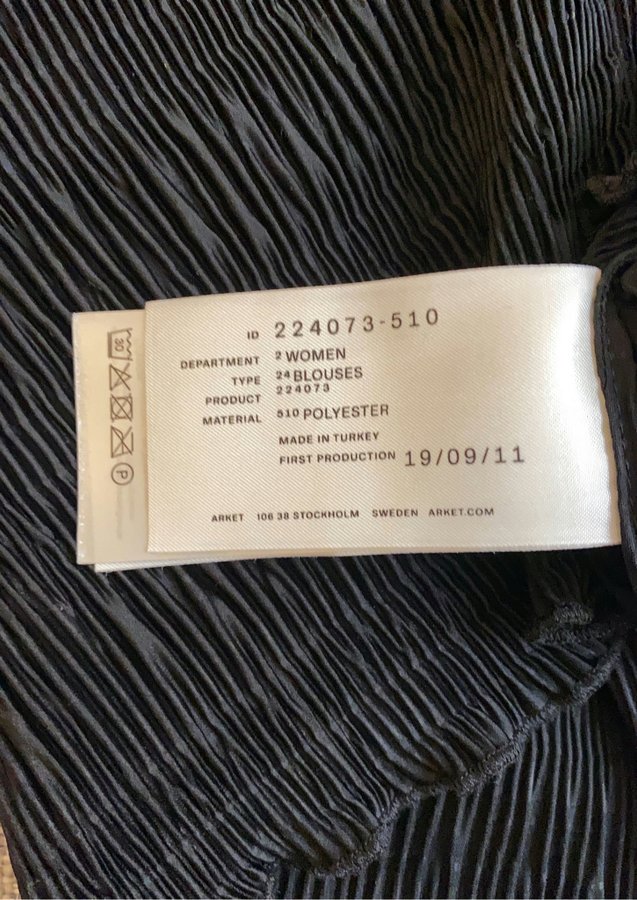 ID 224073-510
DEPARTMENT 2 WOMEN
TYPE 24 BLOUSES
PRODUCT 224073
MATERIAL 510 POLYESTER
MADE IN TURKEY
FIRST PRODUCTION 19/09/11
ARKET 106 38 STOCKHOLM SWEDEN ARKET.COM
30
P